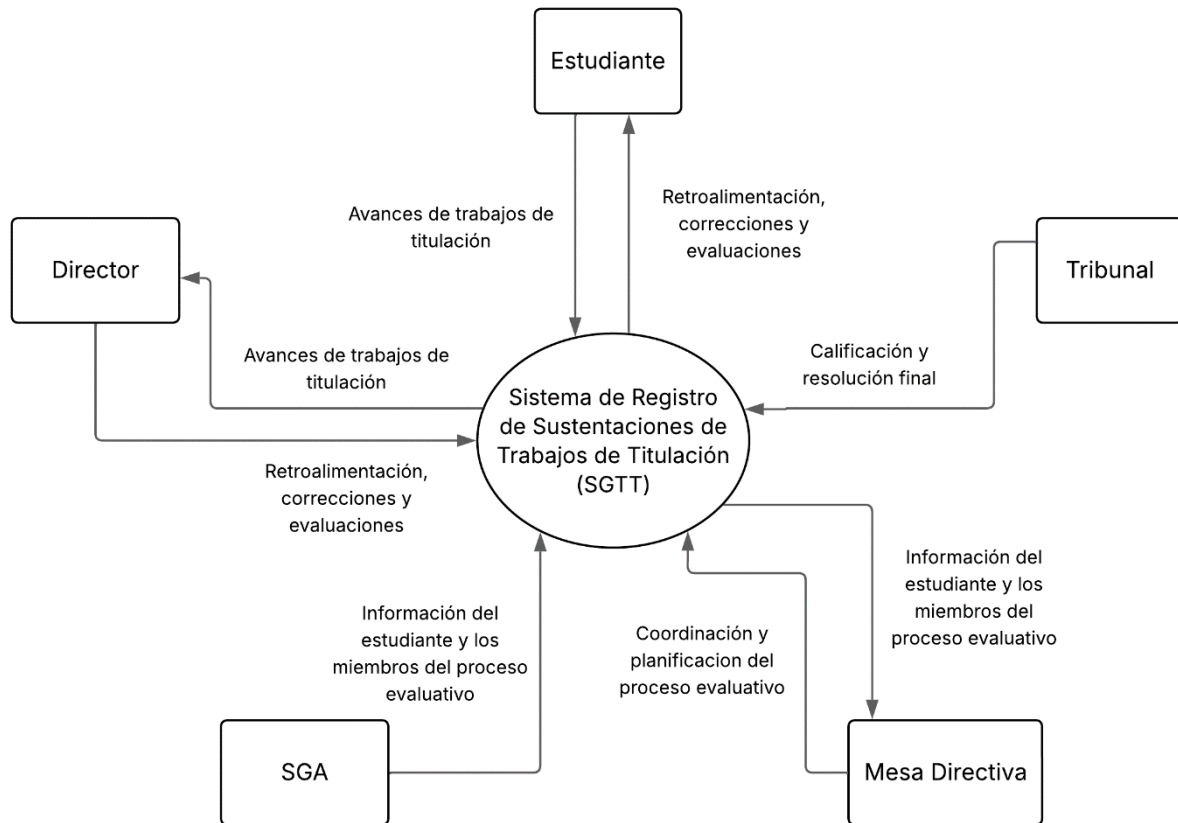 Estudiante
Avances de trabajos de
titulación
Retroalimentación,
correcciones y
evaluaciones
Director
Tribunal
Avances de trabajos de
titulación
Calificación y
resolución final
Sistema de Registro
de Sustentaciones de
Trabajos de Titulación
(SGTT)
Retroalimentación,
correcciones y
evaluaciones
Información del
estudiante y los
miembros del proceso
evaluativo
Coordinación y
planificacion del
proceso evaluativo
Información del
estudiante y los
miembros del
proceso evaluativo
SGA
Mesa Directiva